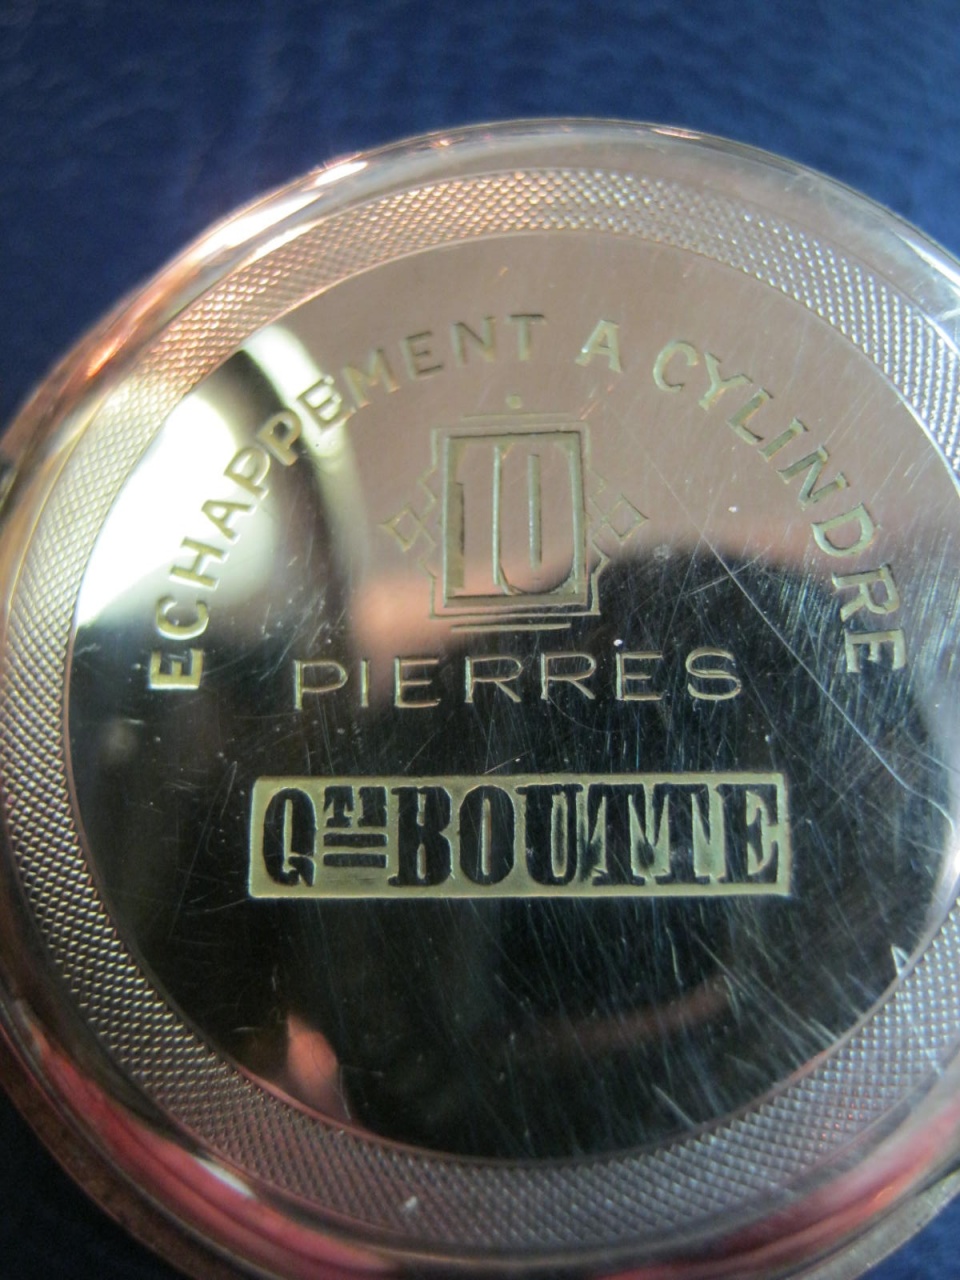 ECHAPPEMENT A CYLINDRE
10
PIERRES
QTÉ BOUTTE